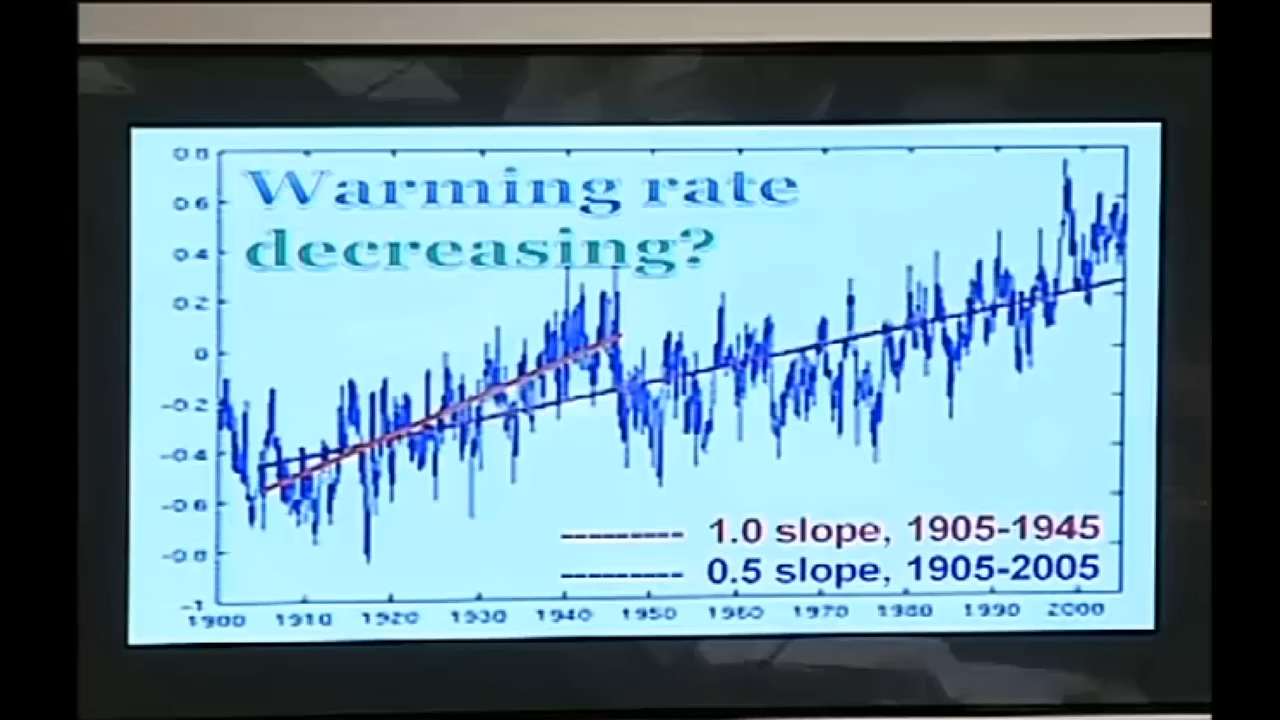 Warming rate
decreasing?
0.8
0.6
0.4
0.2
0
-0.2
-0.4
-0.6
-0.8
-1
1900 1910 1920 1930 1940 1950 1960 1970 1980 1990 2000
--------- 1.0 slope, 1905-1945
--------- 0.5 slope, 1905-2005